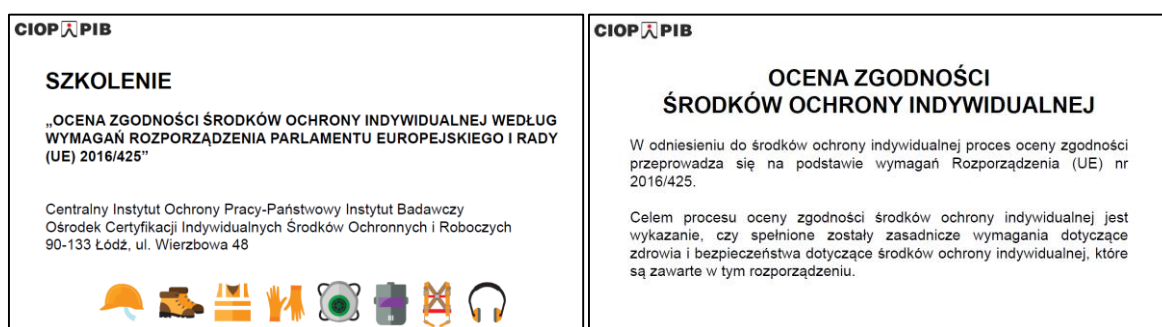 CIOP PIB
SZKOLENIE
„OCENA ZGODNOŚCI ŚRODKÓW OCHRONY INDYWIDUALNEJ WEDŁUG
WYMAGAŃ ROZPORZĄDZENIA PARLAMENTU EUROPEJSKIEGO I RADY
(UE) 2016/425”
Centralny Instytut Ochrony Pracy-Państwowy Instytut Badawczy
Ośrodek Certyfikacji Indywidualnych Środków Ochronnych i Roboczych
90-133 Łódź, ul. Wierzbowa 48
CIOP PIB
OCENA ZGODNOŚCI
ŚRODKÓW OCHRONY INDYWIDUALNEJ
W odniesieniu do środków ochrony indywidualnej proces oceny zgodności
przeprowadza się na podstawie wymagań Rozporządzenia (UE) nr
2016/425.
Celem procesu oceny zgodności środków ochrony indywidualnej jest
wykazanie, czy spełnione zostały zasadnicze wymagania dotyczące
zdrowia i bezpieczeństwa dotyczące środków ochrony indywidualnej, które
są zawarte w tym rozporządzeniu.